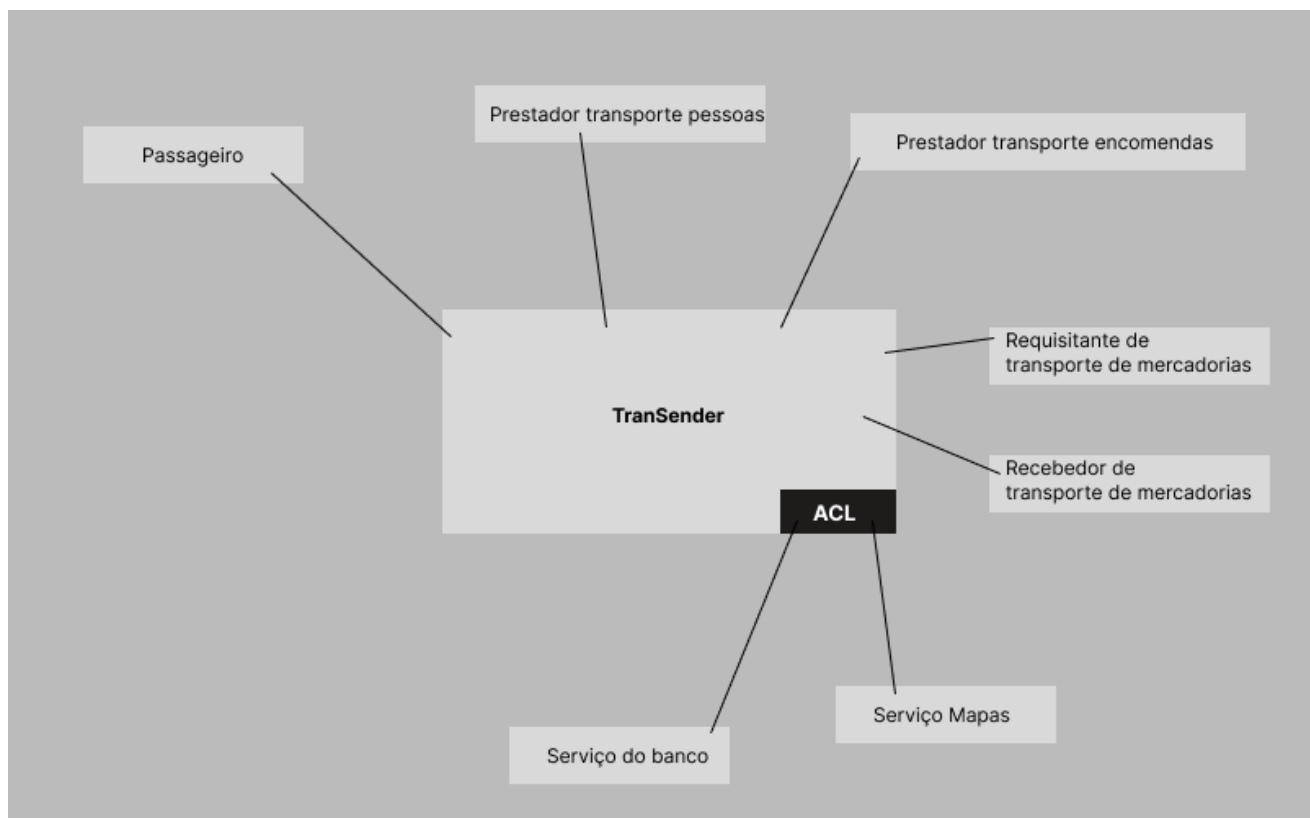 Prestador transporte pessoas
Passageiro
Prestador transporte encomendas
Requisitante de
transporte de mercadorias
TranSender
Recebedor de
transporte de mercadorias
ACL
Serviço Mapas
Serviço do banco